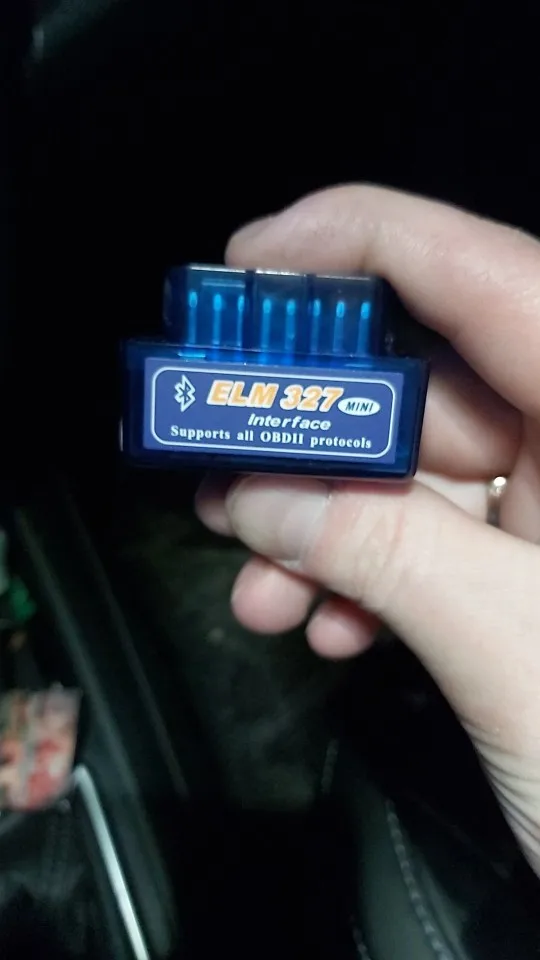 ELM 327 MINI
Interface
Supports all OBDII protocols